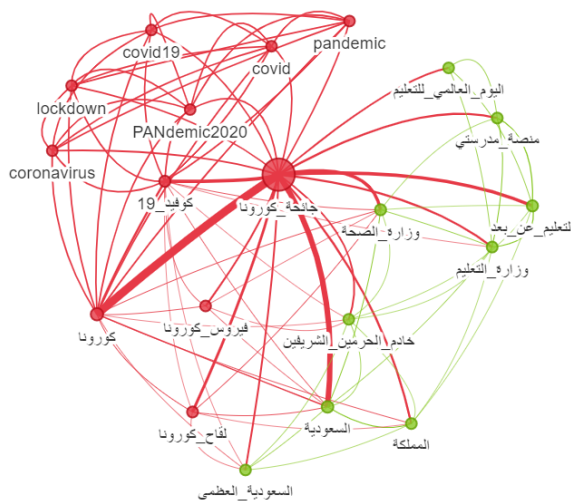 covid19
pandemic
covid
اليوم_العالمي_للتعليم
lockdown
PANdemic2020
منصة_مدرستي
coronavirus
كوفيد_19
جائحة_كورونا
وزارة_الصحة
لتعليم_عن_بعد
وزارة_التعليم
كورونا
فيروس_كورونا
خادم_الحرمين_الشريفين
لقاح_كورونا
السعودية
المملكة
السعودية_العظمى